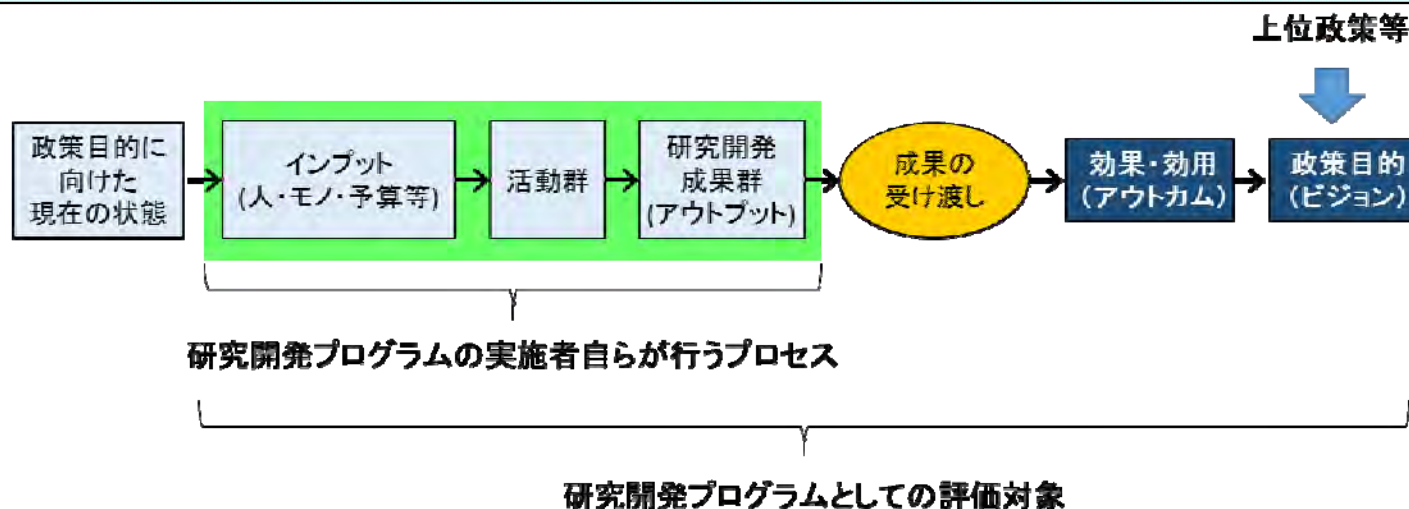 上位政策等
政策目的に
向けた
現在の状態
インプット
(人・モノ・予算等)
活動群
研究開発
成果群
(アウトプット)
成果の
受け渡し
効果・効用
(アウトカム)
政策目的
(ビジョン)
研究開発プログラムの実施者自らが行うプロセス
研究開発プログラムとしての評価対象